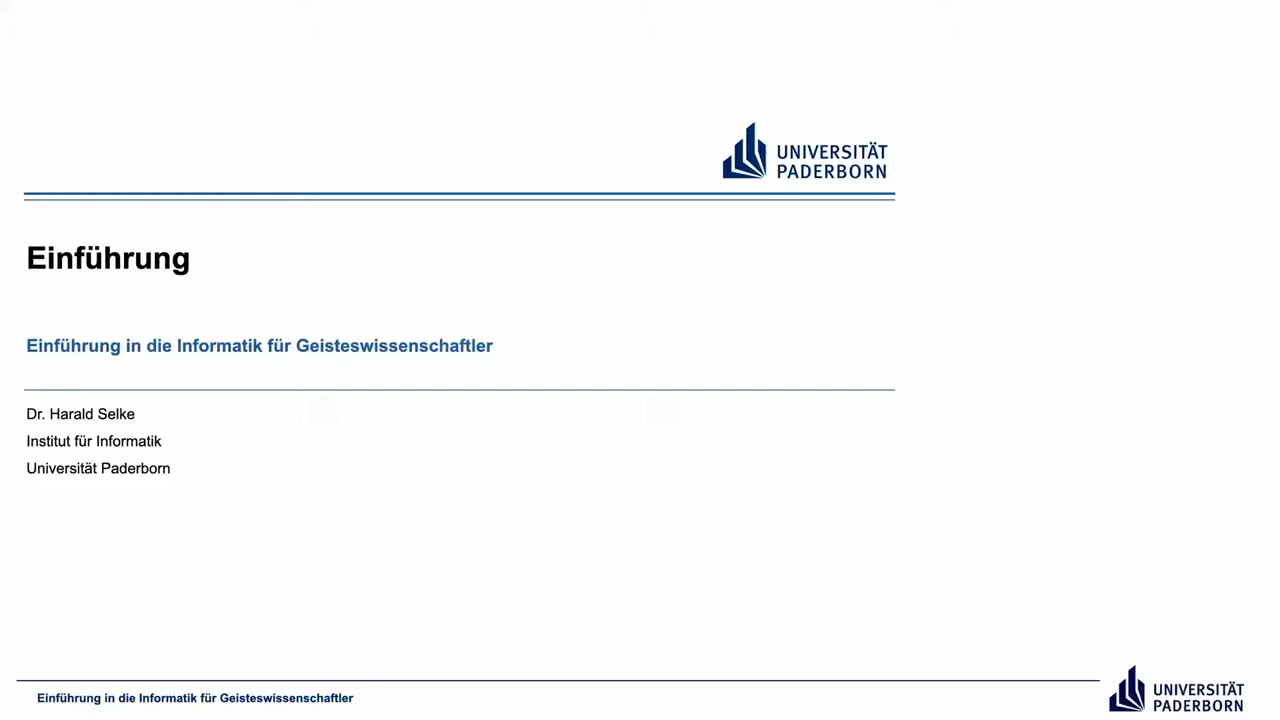 UNIVERSITÄT
PADERBORN
Einführung
Einführung in die Informatik für Geisteswissenschaftler
Dr. Harald Selke
Institut für Informatik
Universität Paderborn
Einführung in die Informatik für Geisteswissenschaftler
UNIVERSITÄT
PADERBORN